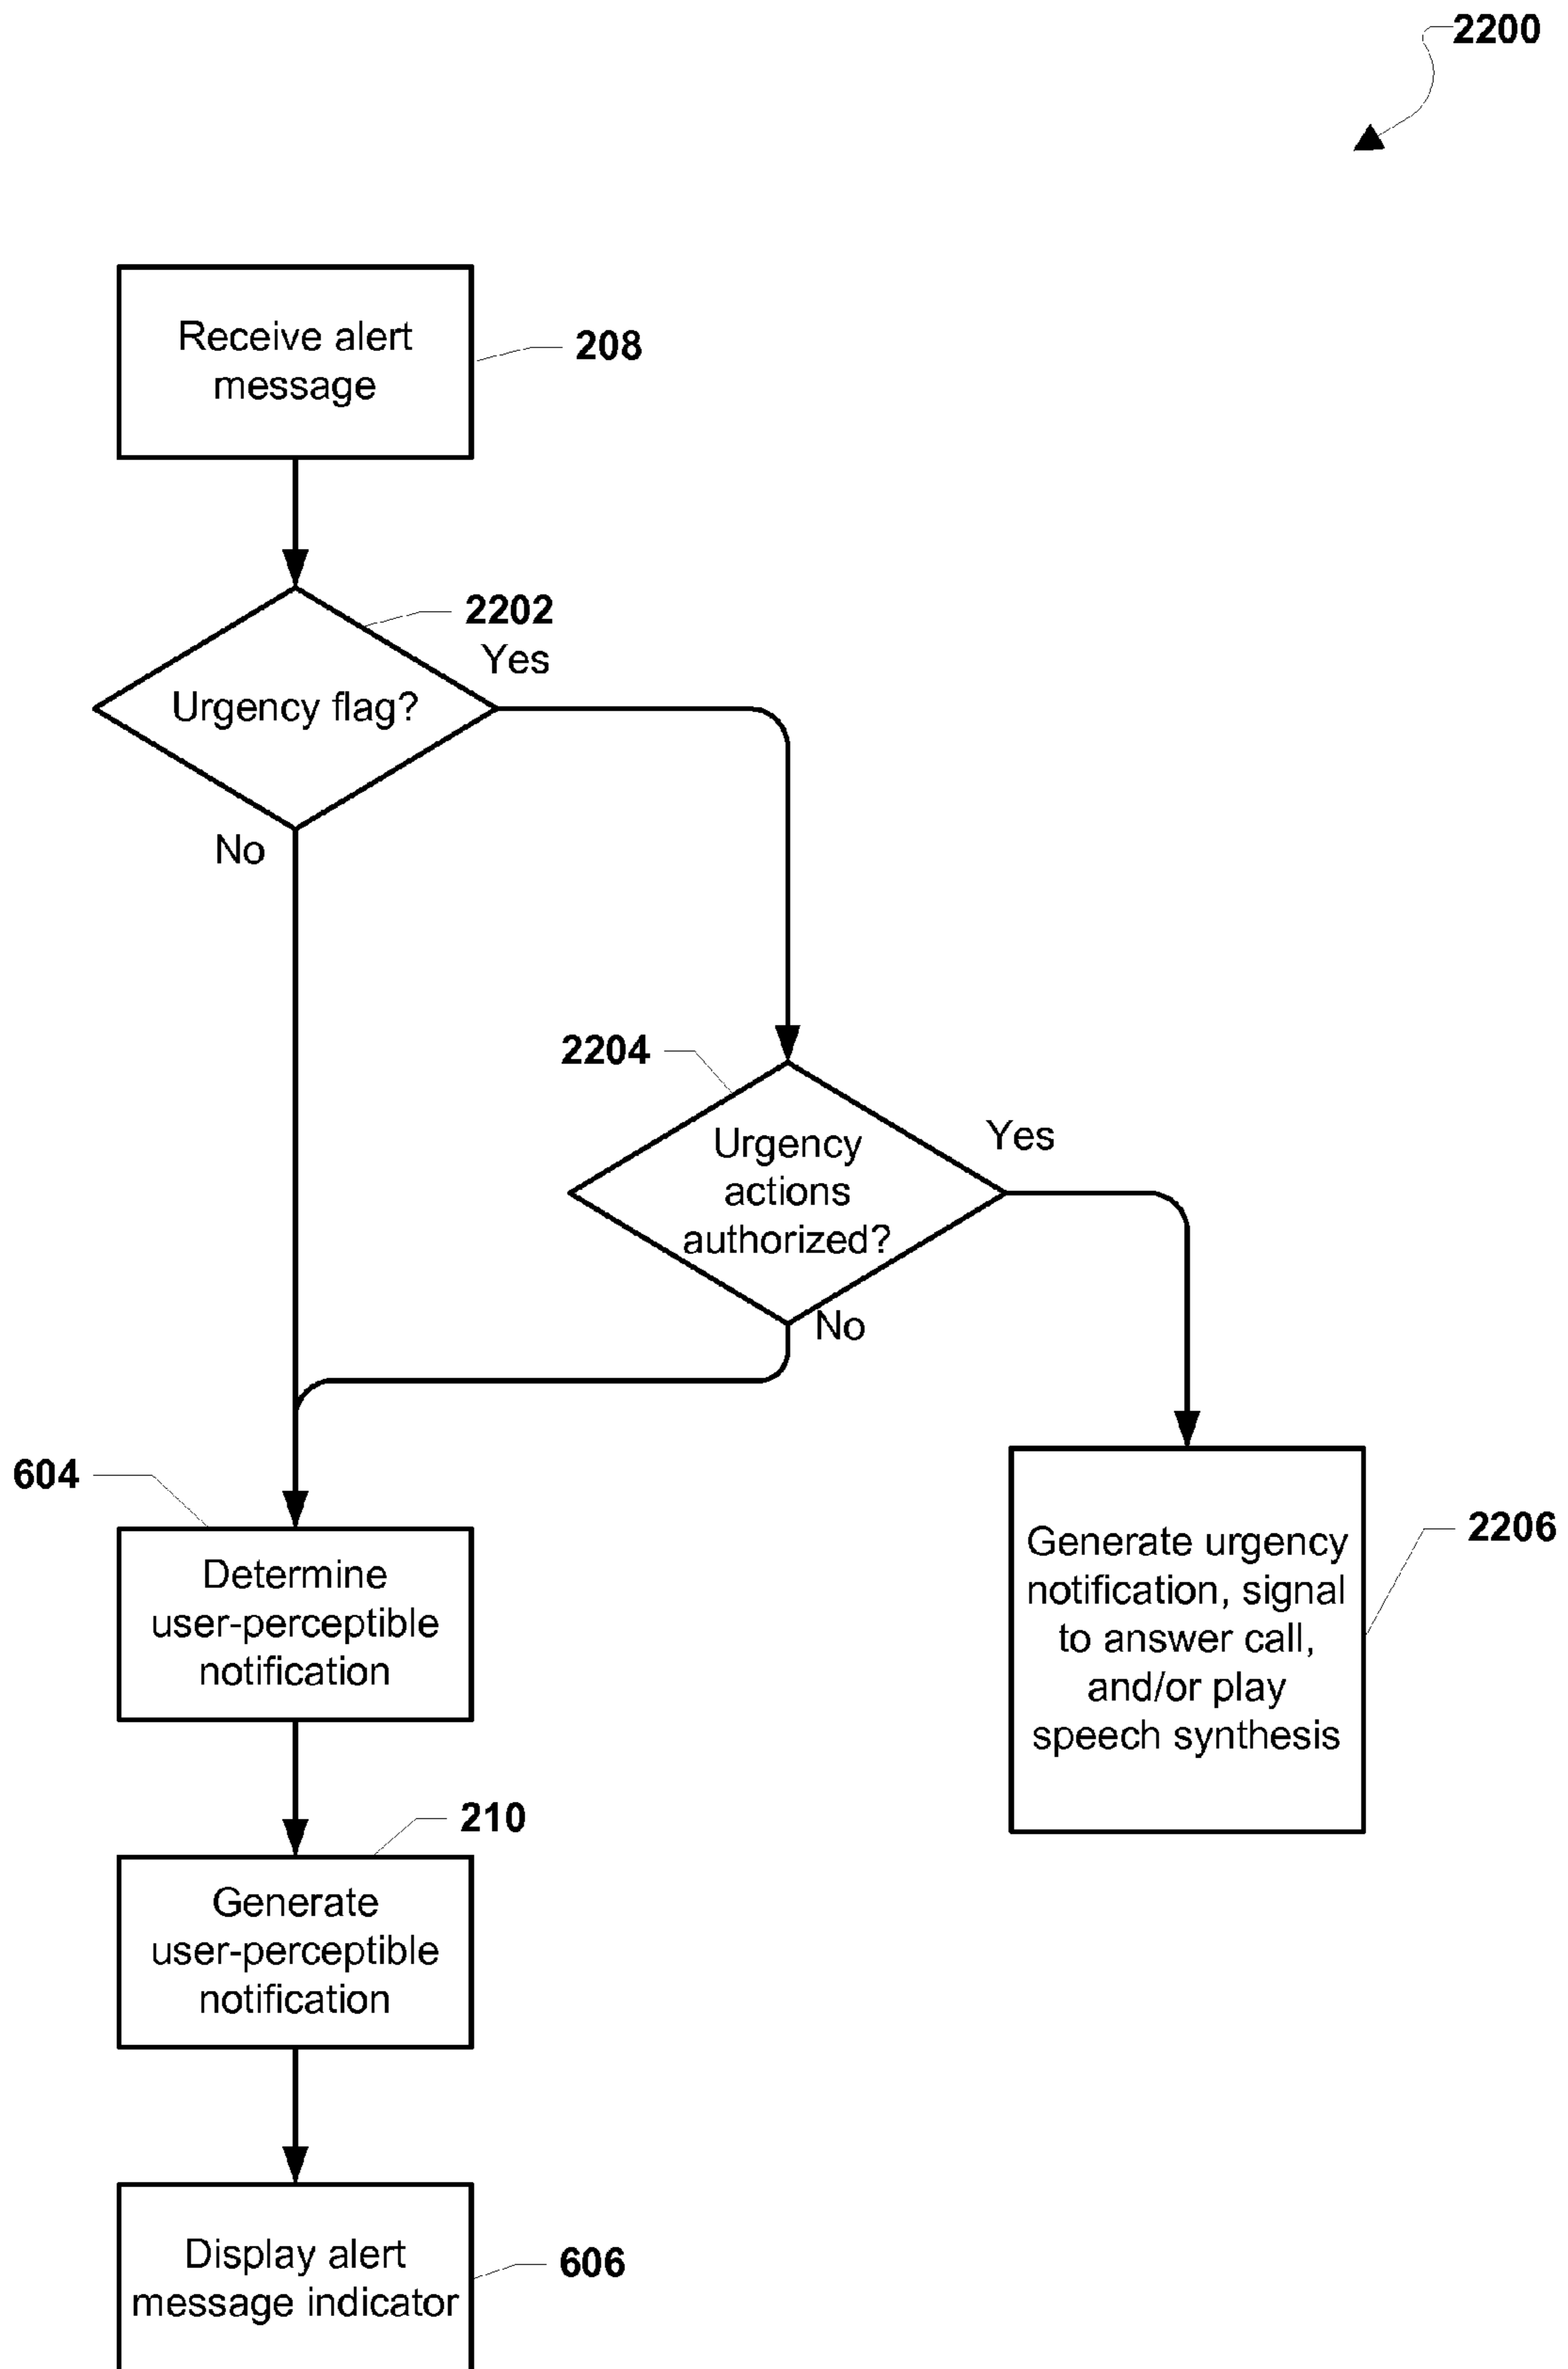 2200
Receive alert
message
208
2202
Yes
Urgency flag?
No
2204
Urgency
actions
authorized?
Yes
No
604
Determine
user-perceptible
notification
Generate urgency
notification, signal
to answer call,
and/or play
speech synthesis
2206
210
Generate
user-perceptible
notification
Display alert
message indicator
606